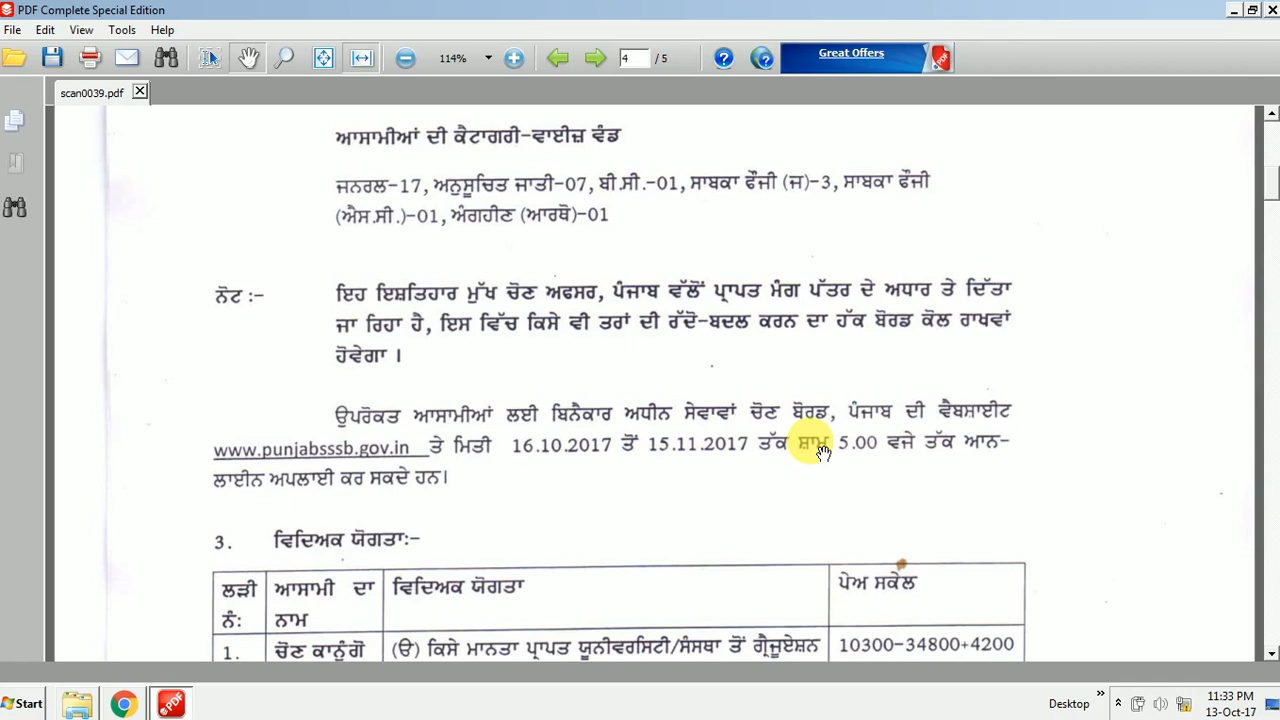 PDF Complete Special Edition
File Edit View Tools Help
114% 4 / 5 Great Offers
scan0039.pdf
ਆਸਾਮੀਆਂ ਦੀ ਕੈਟਾਗਰੀ-ਵਾਈਜ਼ ਵੰਡ
ਜਨਰਲ-17, ਅਨੁਸੂਚਿਤ ਜਾਤੀ-07, ਬੀ.ਸੀ.-01, ਸਾਬਕਾ ਫੌਜੀ (ਜ)-3, ਸਾਬਕਾ ਫੌਜੀ
(ਐਸ.ਸੀ.)-01, ਅੰਗਹੀਣ (ਆਰਥੋ)-01
ਨੋਟ :- ਇਹ ਇਸ਼ਤਿਹਾਰ ਮੁੱਖ ਚੋਣ ਅਫਸਰ, ਪੰਜਾਬ ਵੱਲੋਂ ਪ੍ਰਾਪਤ ਮੰਗ ਪੱਤਰ ਦੇ ਅਧਾਰ ਤੇ ਦਿੱਤਾ
ਜਾ ਰਿਹਾ ਹੈ, ਇਸ ਵਿੱਚ ਕਿਸੇ ਵੀ ਤਰਾਂ ਦੀ ਰੱਦੋ-ਬਦਲ ਕਰਨ ਦਾ ਹੱਕ ਬੋਰਡ ਕੋਲ ਰਾਖਵਾਂ
ਹੋਵੇਗਾ ।
ਉਪਰੋਕਤ ਆਸਾਮੀਆਂ ਲਈ ਬਿਨੈਕਾਰ ਅਧੀਨ ਸੇਵਾਵਾਂ ਚੋਣ ਬੋਰਡ, ਪੰਜਾਬ ਦੀ ਵੈਬਸਾਈਟ
www.punjabsssb.gov.in ਤੇ ਮਿਤੀ 16.10.2017 ਤੋਂ 15.11.2017 ਤੱਕ ਸ਼ਾਮ 5.00 ਵਜੇ ਤੱਕ ਆਨ-
ਲਾਈਨ ਅਪਲਾਈ ਕਰ ਸਕਦੇ ਹਨ।
3. ਵਿਦਿਅਕ ਯੋਗਤਾ:-
ਲੜੀ ਆਸਾਮੀ ਦਾ ਵਿਦਿਅਕ ਯੋਗਤਾ ਪੇਅ ਸਕੇਲ
ਨੰ: ਨਾਮ
1. ਚੋਣ ਕਾਨੂੰਗੋ (ੳ) ਕਿਸੇ ਮਾਨਤਾ ਪ੍ਰਾਪਤ ਯੂਨੀਵਰਸਿਟੀ/ਸੰਸਥਾ ਤੋਂ ਗ੍ਰੈਜੂਏਸ਼ਨ 10300-34800+4200
Start Desktop 11:33 PM
13-Oct-17